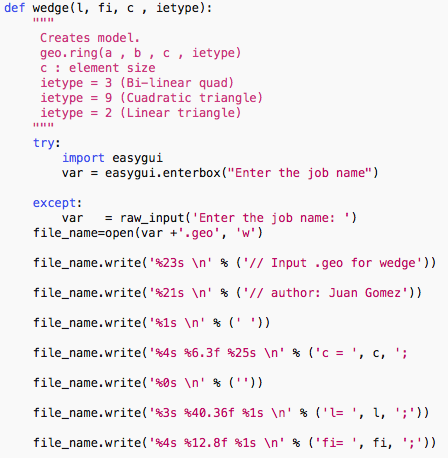 def wedge(l, fi, c , ietype):
    """
     Creates model.
     geo.ring(a , b , c , ietype)
     c : element size
     ietype = 3 (Bi-linear quad)
     ietype = 9 (Cuadratic triangle)
     ietype = 2 (Linear triangle)
    """
    try:
        import easygui
        var = easygui.enterbox("Enter the job name")
    except:
        var   = raw_input('Enter the job name: ')
    file_name=open(var +'.geo', 'w')
    file_name.write('%23s \n' % ('// Input .geo for wedge'))
    file_name.write('%21s \n' % ('// author: Juan Gomez'))
    file_name.write('%1s \n' % (' '))
    file_name.write('%4s %6.3f %25s \n' % ('c = ', c, ';
    file_name.write('%0s \n' % (''))
    file_name.write('%3s %40.36f %1s \n' % ('l= ', l, ';'))
    file_name.write('%4s %12.8f %1s \n' % ('fi= ', fi, ';'))